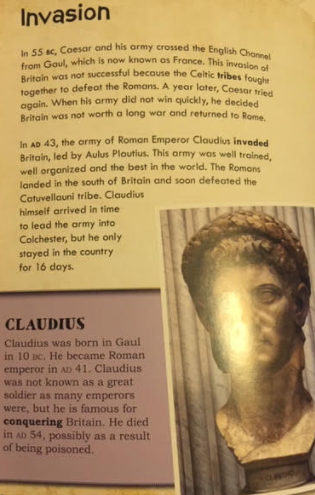 Invasion
In 55 BC, Caesar and his army crossed the English Channel
from Gaul, which is now known as France. This invasion of
Britain was not successful because the Celtic tribes fought
together to defeat the Romans. A year later, Caesar tried
again. When his army did not win quickly, he decided
Britain was not worth a long war and returned to Rome.
In AD 43, the army of Roman Emperor Claudius invaded
Britain, led by Aulus Plautius. This army was well trained,
well organized and the best in the world. The Romans
landed in the south of Britain and soon defeated the
Catuvellauni tribe. Claudius
himself arrived in time
to lead the army into
Colchester, but he only
stayed in the country
for 16 days.
CLAUDIUS
Claudius was born in Gaul
in 10 BC. He became Roman
emperor in AD 41. Claudius
was not known as a great
soldier as many emperors
were, but he is famous for
conquering Britain. He died
in AD 54, possibly as a result
of being poisoned.